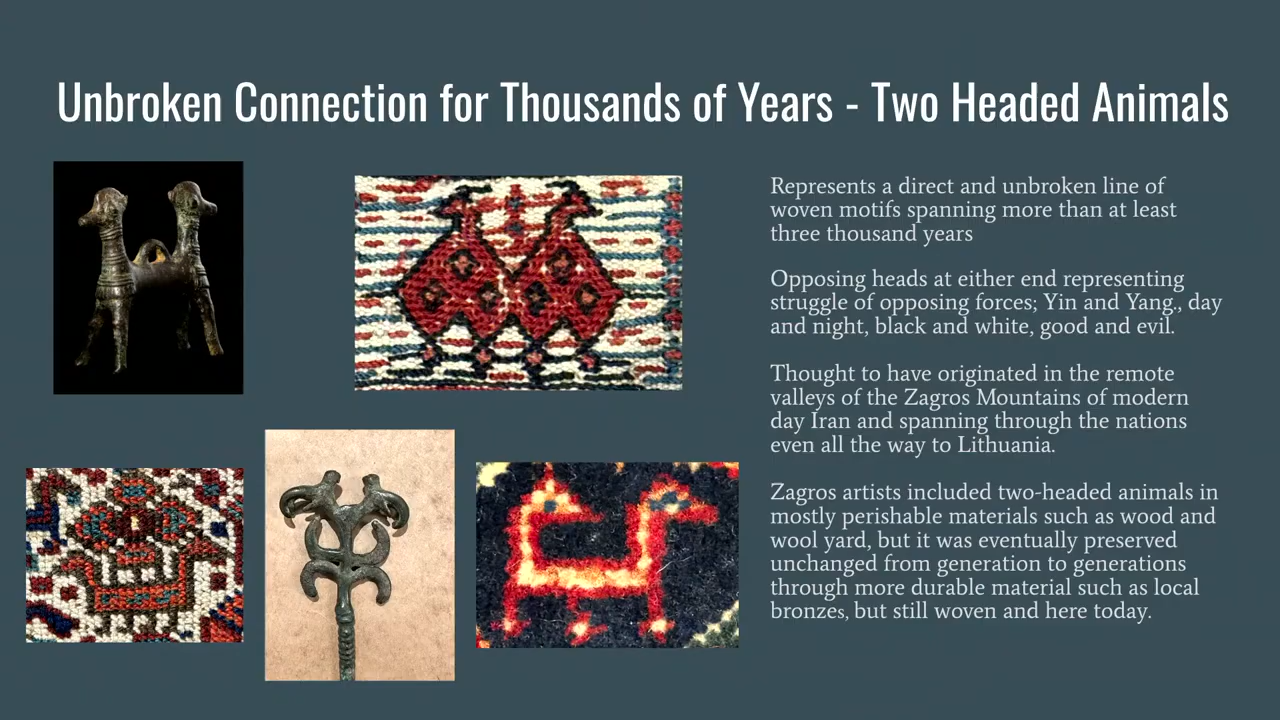 Unbroken Connection for Thousands of Years - Two Headed Animals
Represents a direct and unbroken line of
woven motifs spanning more than at least
three thousand years
Opposing heads at either end representing
struggle of opposing forces; Yin and Yang., day
and night, black and white, good and evil.
Thought to have originated in the remote
valleys of the Zagros Mountains of modern
day Iran and spanning through the nations
even all the way to Lithuania.
Zagros artists included two-headed animals in
mostly perishable materials such as wood and
wool yard, but it was eventually preserved
unchanged from generation to generations
through more durable material such as local
bronzes, but still woven and here today.